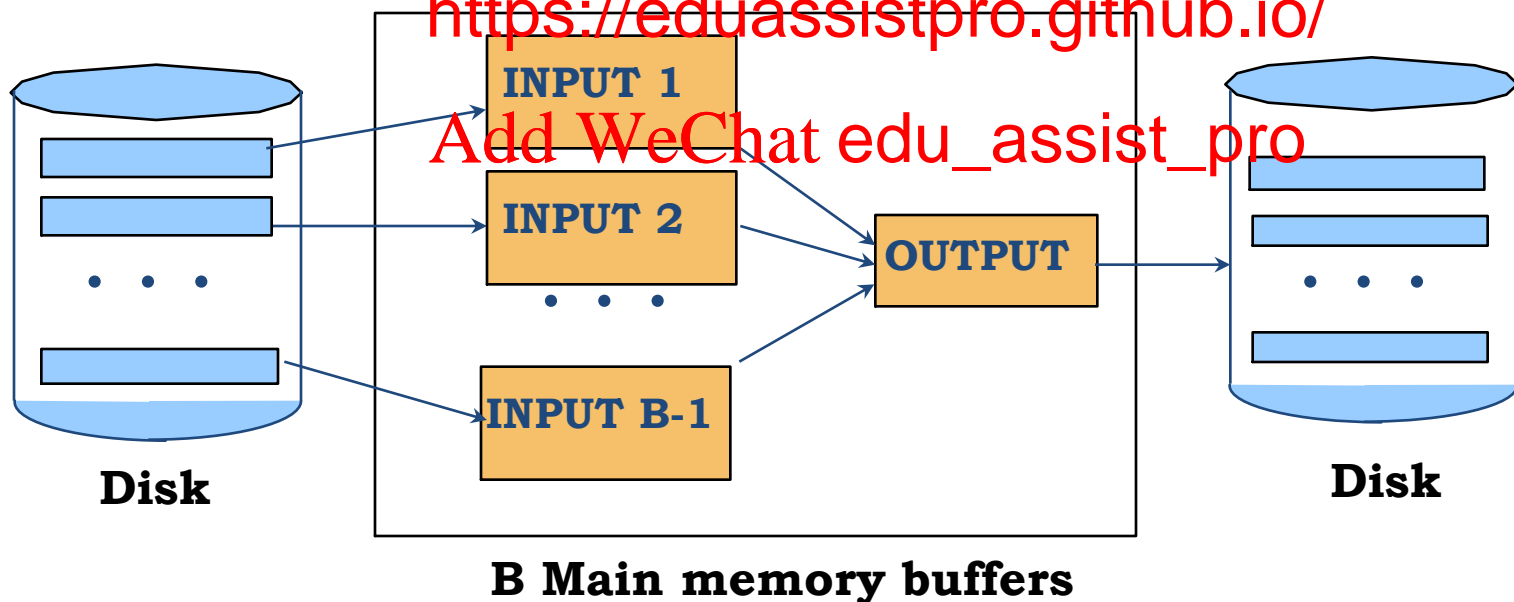 https://eduassistpro.github.io/
INPUT 1
Add WeChat edu_assist_pro
INPUT 2
OUTPUT
INPUT B-1
Disk
Disk
B Main memory buffers